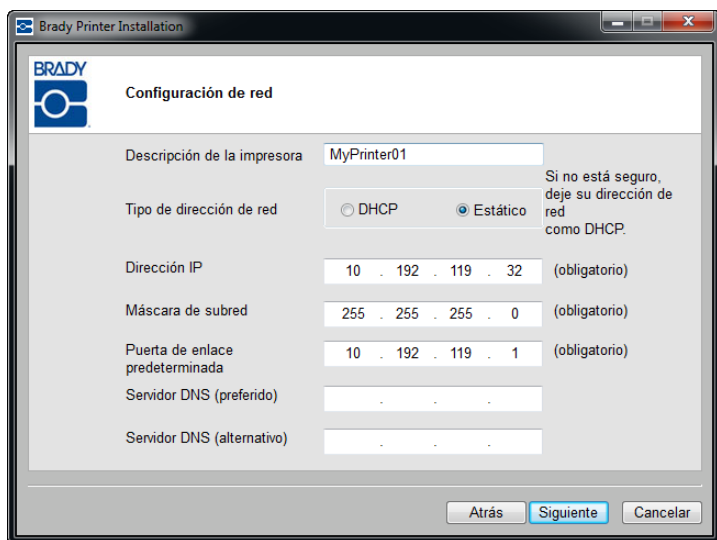 Brady Printer Installation
BRADY
Configuración de red
Descripción de la impresora MyPrinter01
Tipo de dirección de red DHCP Estático
Si no está seguro,
deje su dirección de
red
como DHCP.
Dirección IP 10 . 192 . 119 . 32 (obligatorio)
Máscara de subred 255 . 255 . 255 . 0 (obligatorio)
Puerta de enlace
predeterminada 10 . 192 . 119 . 1 (obligatorio)
Servidor DNS (preferido) . . .
Servidor DNS (alternativo) . . .
Atrás Siguiente Cancelar